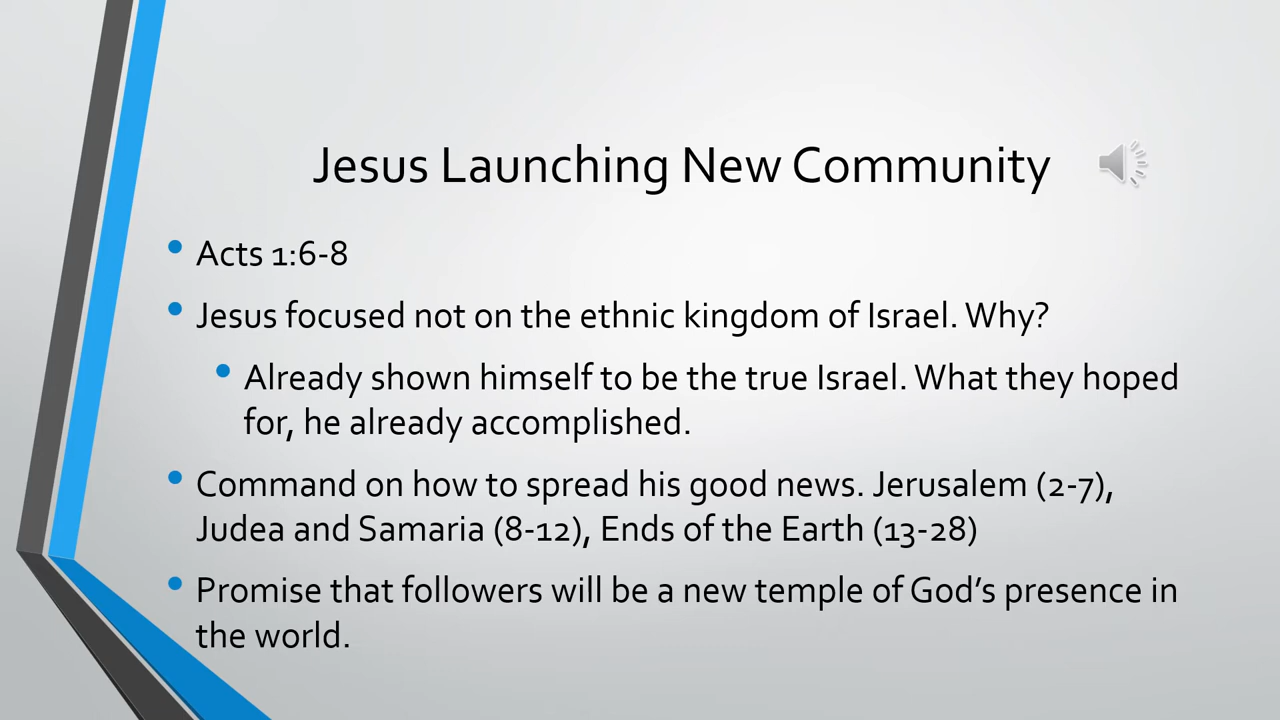 Jesus Launching New Community
• Acts 1:6-8
• Jesus focused not on the ethnic kingdom of Israel. Why?
• Already shown himself to be the true Israel. What they hoped
for, he already accomplished.
• Command on how to spread his good news. Jerusalem (2-7),
Judea and Samaria (8-12), Ends of the Earth (13-28)
• Promise that followers will be a new temple of God’s presence in
the world.